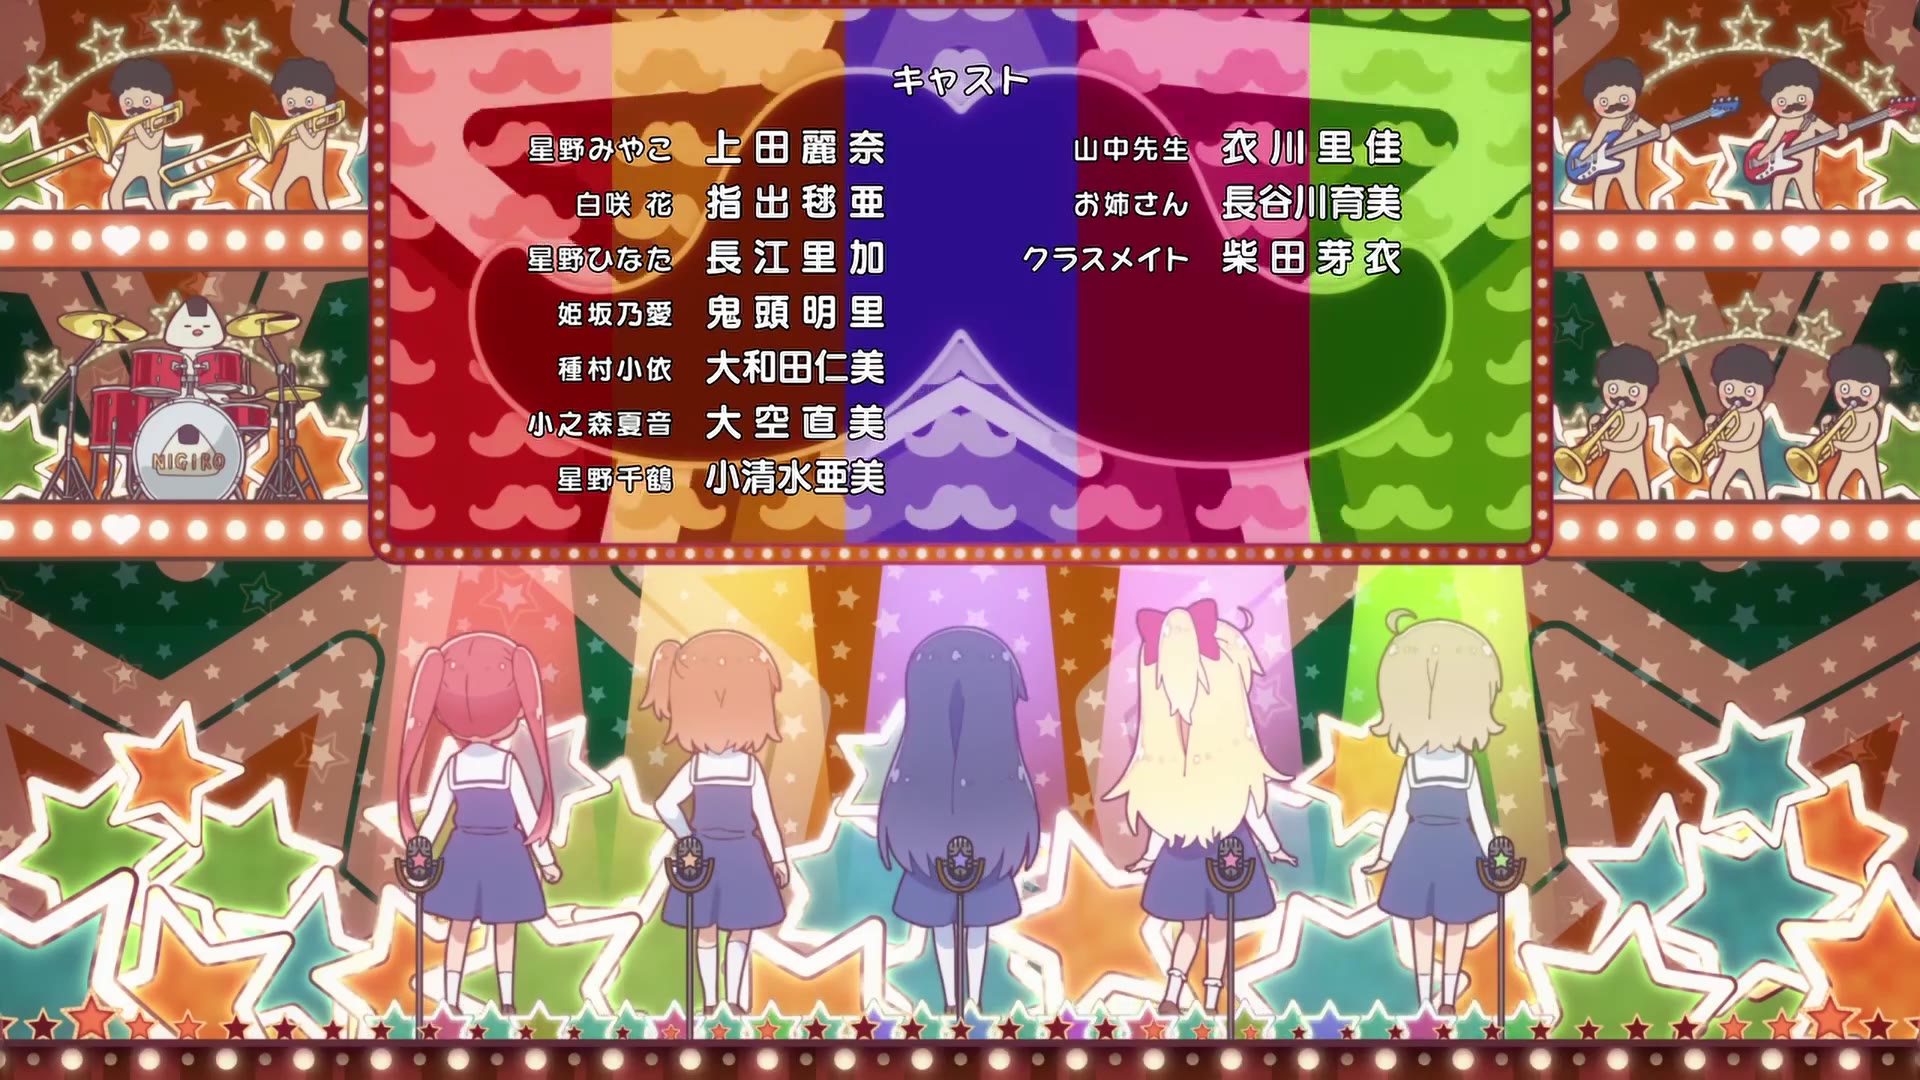 キャスト
星野みやこ 上田麗奈
白咲 花 指出毬亜
星野ひなた 長江里加
姫坂乃愛 鬼頭明里
種村小依 大和田仁美
小之森夏音 大空直美
星野千鶴 小清水亜美
山中先生 衣川里佳
お姉さん 長谷川育美
クラスメイト 柴田芽衣
NIGIRO